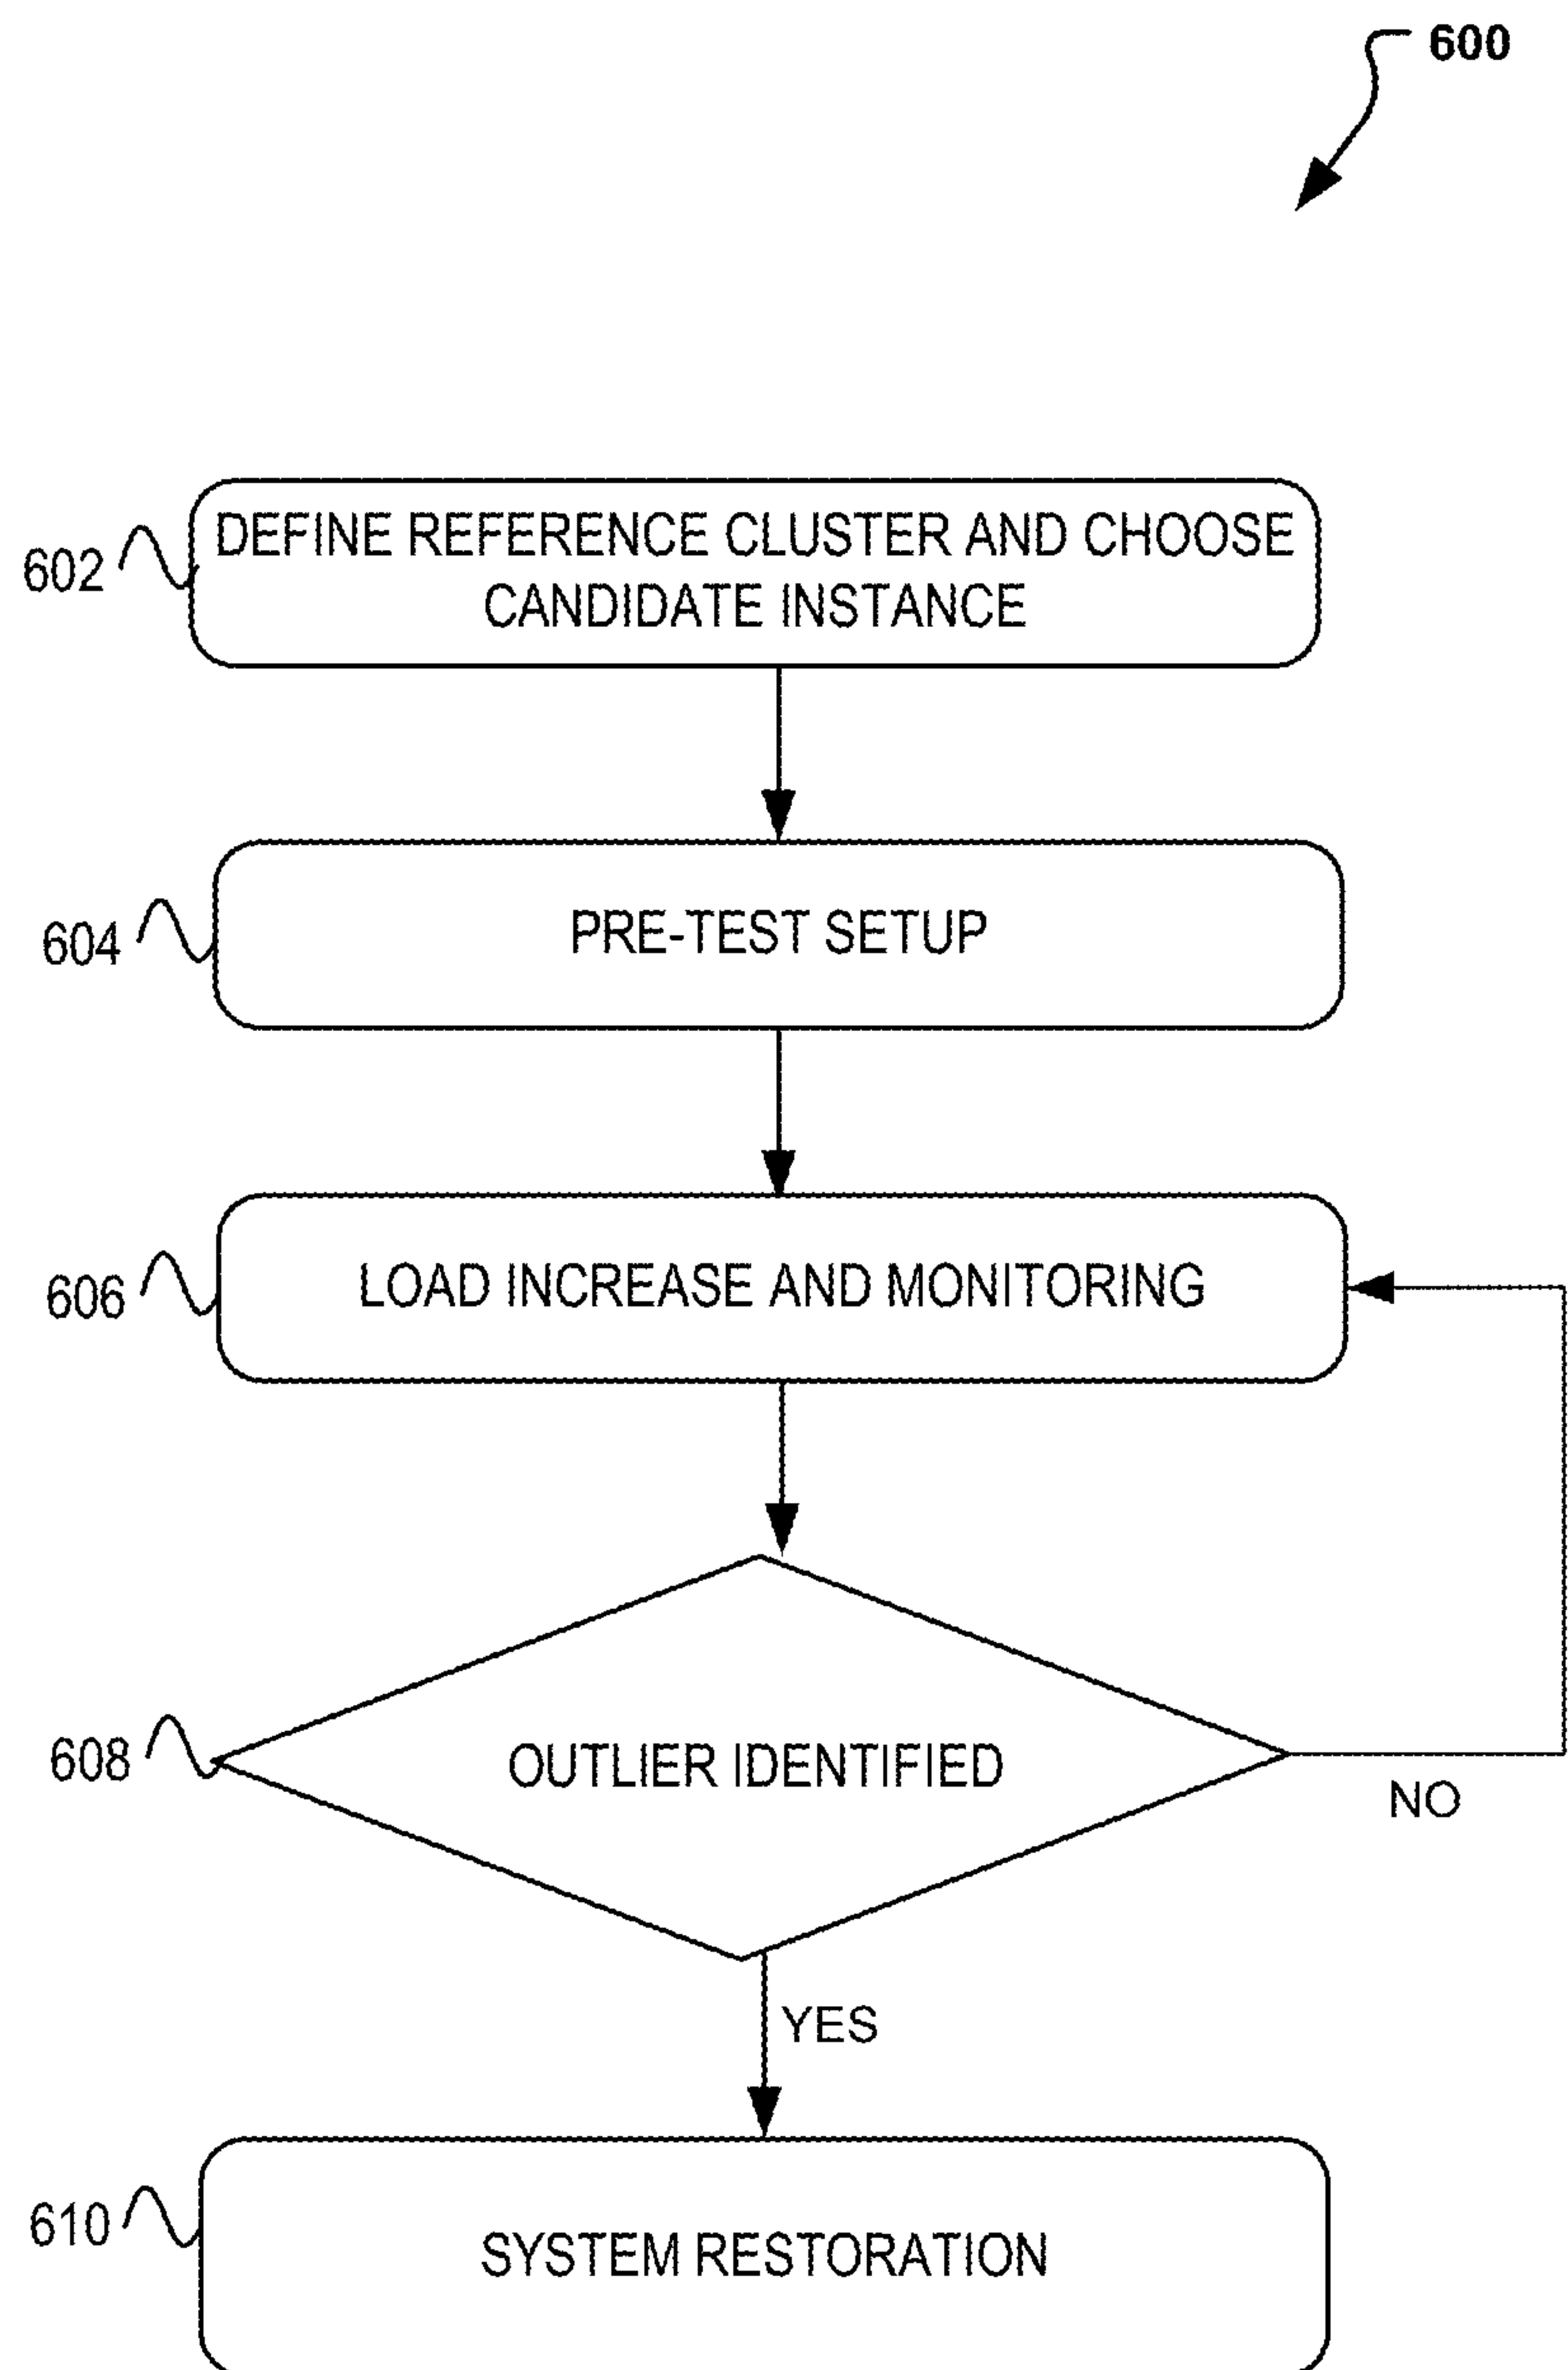 600
602
DEFINE REFERENCE CLUSTER AND CHOOSE
CANDIDATE INSTANCE
604
PRE-TEST SETUP
606
LOAD INCREASE AND MONITORING
608
OUTLIER IDENTIFIED
NO
YES
610
SYSTEM RESTORATION